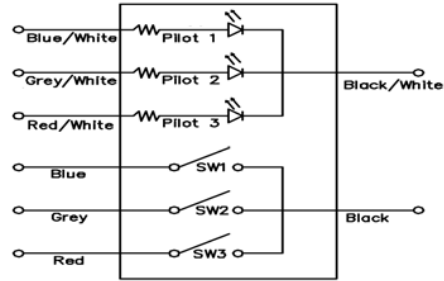 Blue/White
Pilot 1
Grey/White
Pilot 2
Black/White
Red/White
Pilot 3
Blue
SW1
Grey
SW2
Black
Red
SW3